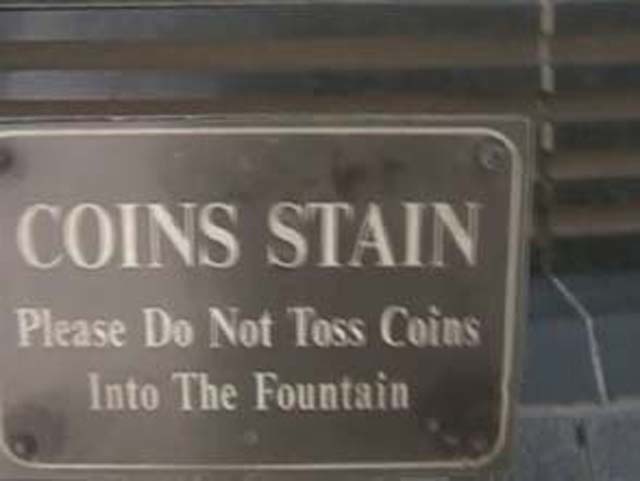 COINS STAIN
Please Do Not Toss Coins
Into The Fountain